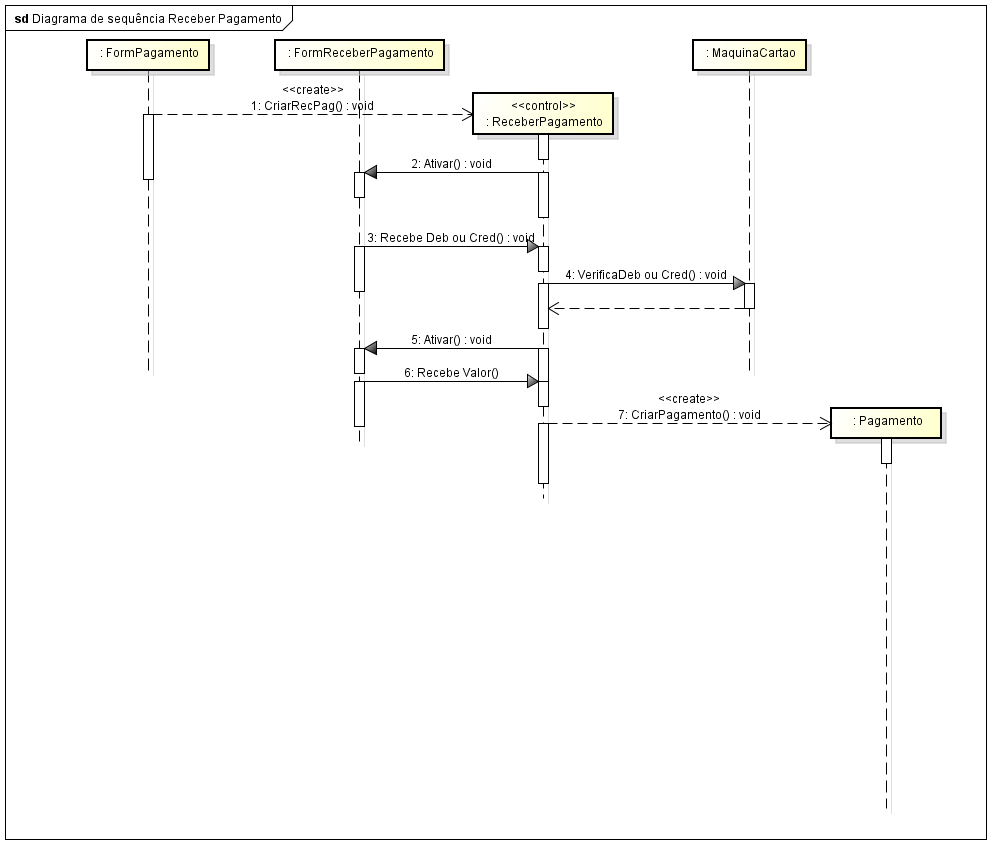 sd Diagrama de sequência Receber Pagamento
: FormPagamento
: FormReceberPagamento
: MaquinaCartao
<<create>>
1: CriarRecPag() : void
<<control>>
: ReceberPagamento
2: Ativar() : void
3: Recebe Deb ou Cred() : void
4: VerificaDeb ou Cred() : void
5: Ativar() : void
6: Recebe Valor()
<<create>>
7: CriarPagamento() : void
: Pagamento